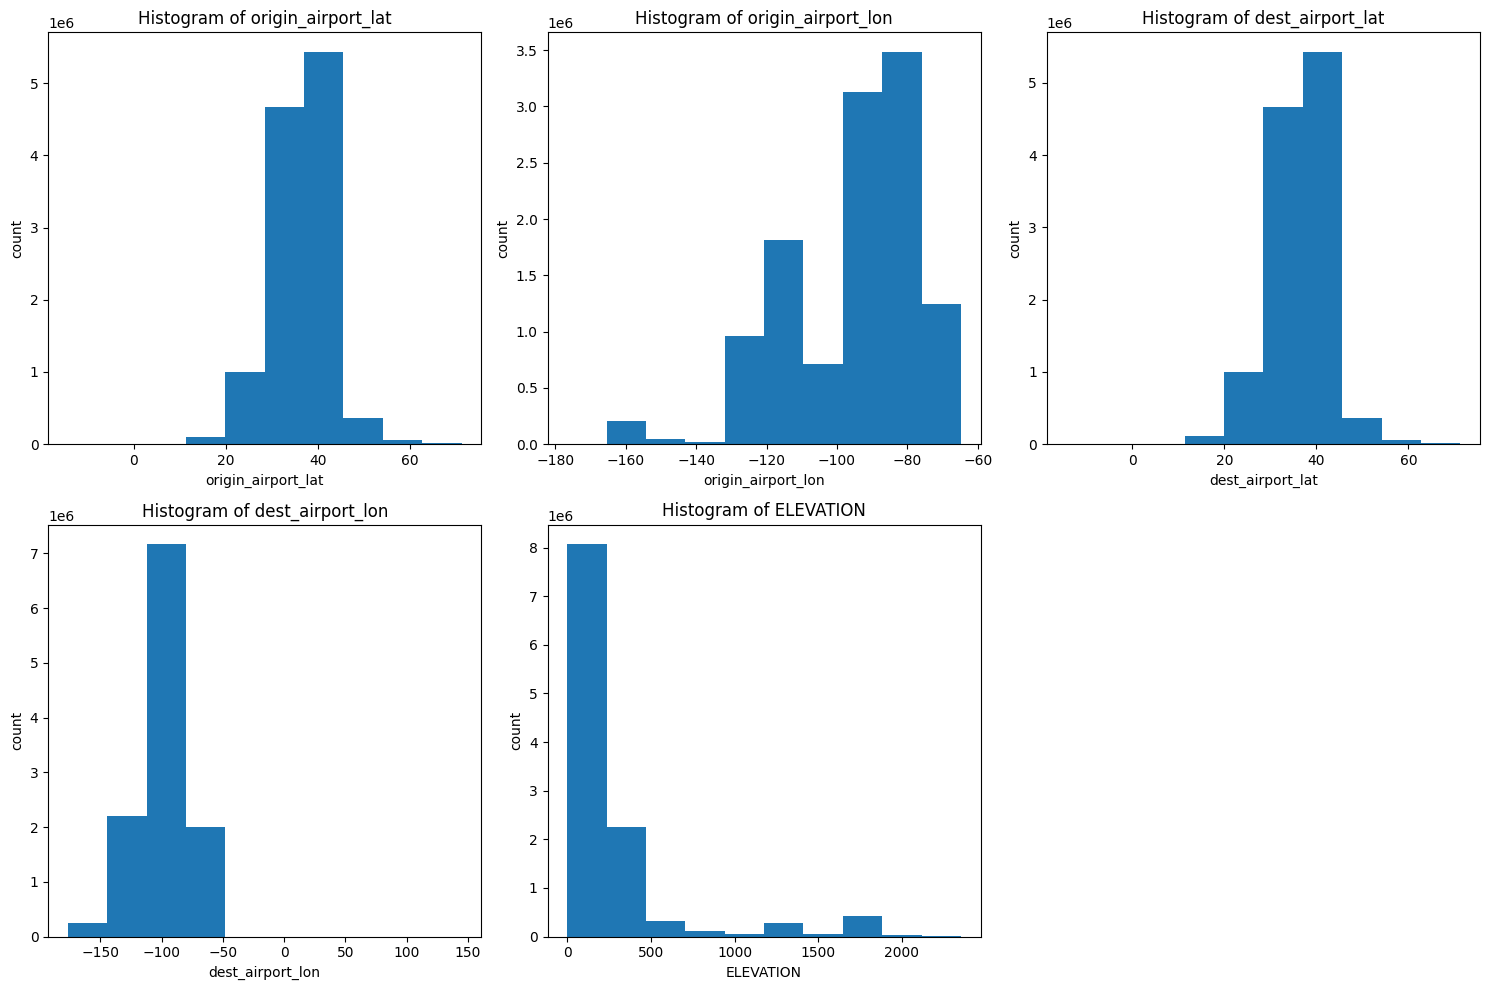 Histogram of origin_airport_lat
1e6
5
4
3
2
1
0
count
0 20 40 60
origin_airport_lat
Histogram of origin_airport_lon
1e6
3.5
3.0
2.5
2.0
1.5
1.0
0.5
0.0
count
−180 −160 −140 −120 −100 −80 −60
origin_airport_lon
Histogram of dest_airport_lat
1e6
5
4
3
2
1
0
count
0 20 40 60
dest_airport_lat
Histogram of dest_airport_lon
1e6
7
6
5
4
3
2
1
0
count
−150 −100 −50 0 50 100 150
dest_airport_lon
Histogram of ELEVATION
1e6
8
7
6
5
4
3
2
1
0
count
0 500 1000 1500 2000
ELEVATION